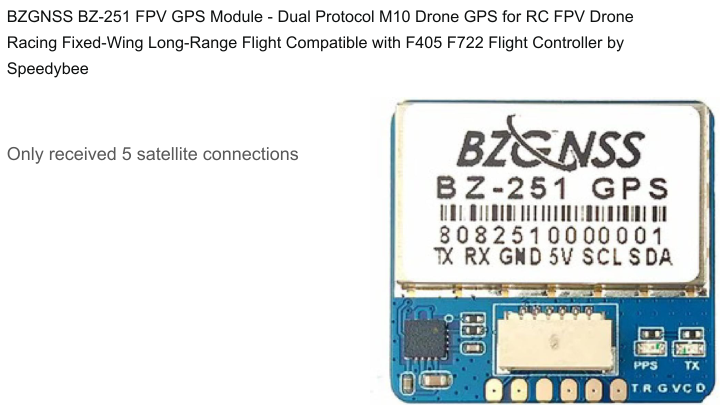 BZGNSS BZ-251 FPV GPS Module - Dual Protocol M10 Drone GPS for RC FPV Drone
Racing Fixed-Wing Long-Range Flight Compatible with F405 F722 Flight Controller by
Speedybee
Only received 5 satellite connections
BZGNSS
BZ-251 GPS
8082510000001
TX RX GND 5V SCL SDA
PPS TX
T R G V C D